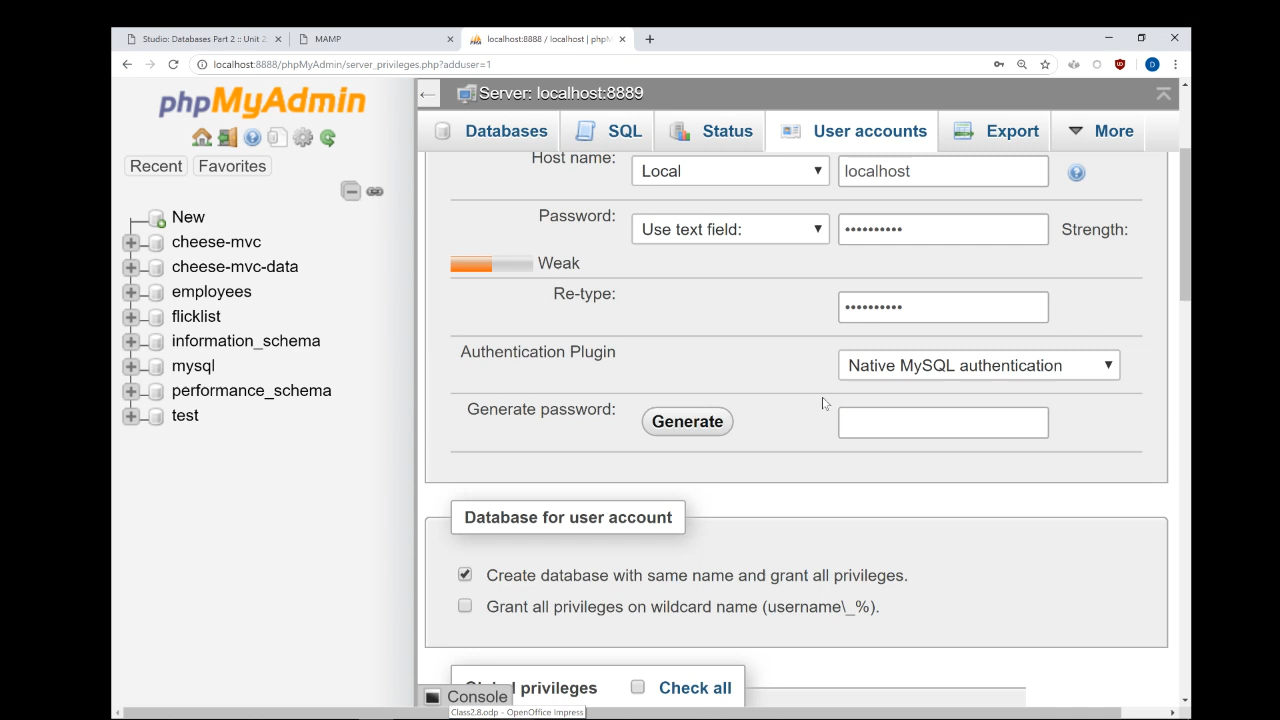 Studio: Databases Part 2 :: Unit 2
MAMP
localhost:8888 / localhost | phpM
localhost:8888/phpMyAdmin/server_privileges.php?adduser=1
phpMyAdmin
Recent
Favorites
New
cheese-mvc
cheese-mvc-data
employees
flicklist
information_schema
mysql
performance_schema
test
Server: localhost:8889
Databases
SQL
Status
User accounts
Export
More
Host name:
Local
localhost
Password:
Use text field:
••••••••••
Strength:
Weak
Re-type:
••••••••••
Authentication Plugin
Native MySQL authentication
Generate password:
Generate
Database for user account
Create database with same name and grant all privileges.
Grant all privileges on wildcard name (username\_%).
privileges
Check all
Console
Class2.8.odp - OpenOffice Impress